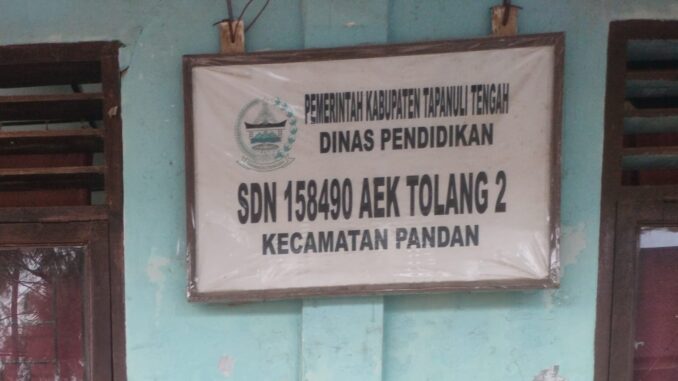 PEMERINTAH KABUPATEN TAPANULI TENGAH
DINAS PENDIDIKAN
SDN 158490 AEK TOLANG 2
KECAMATAN PANDAN